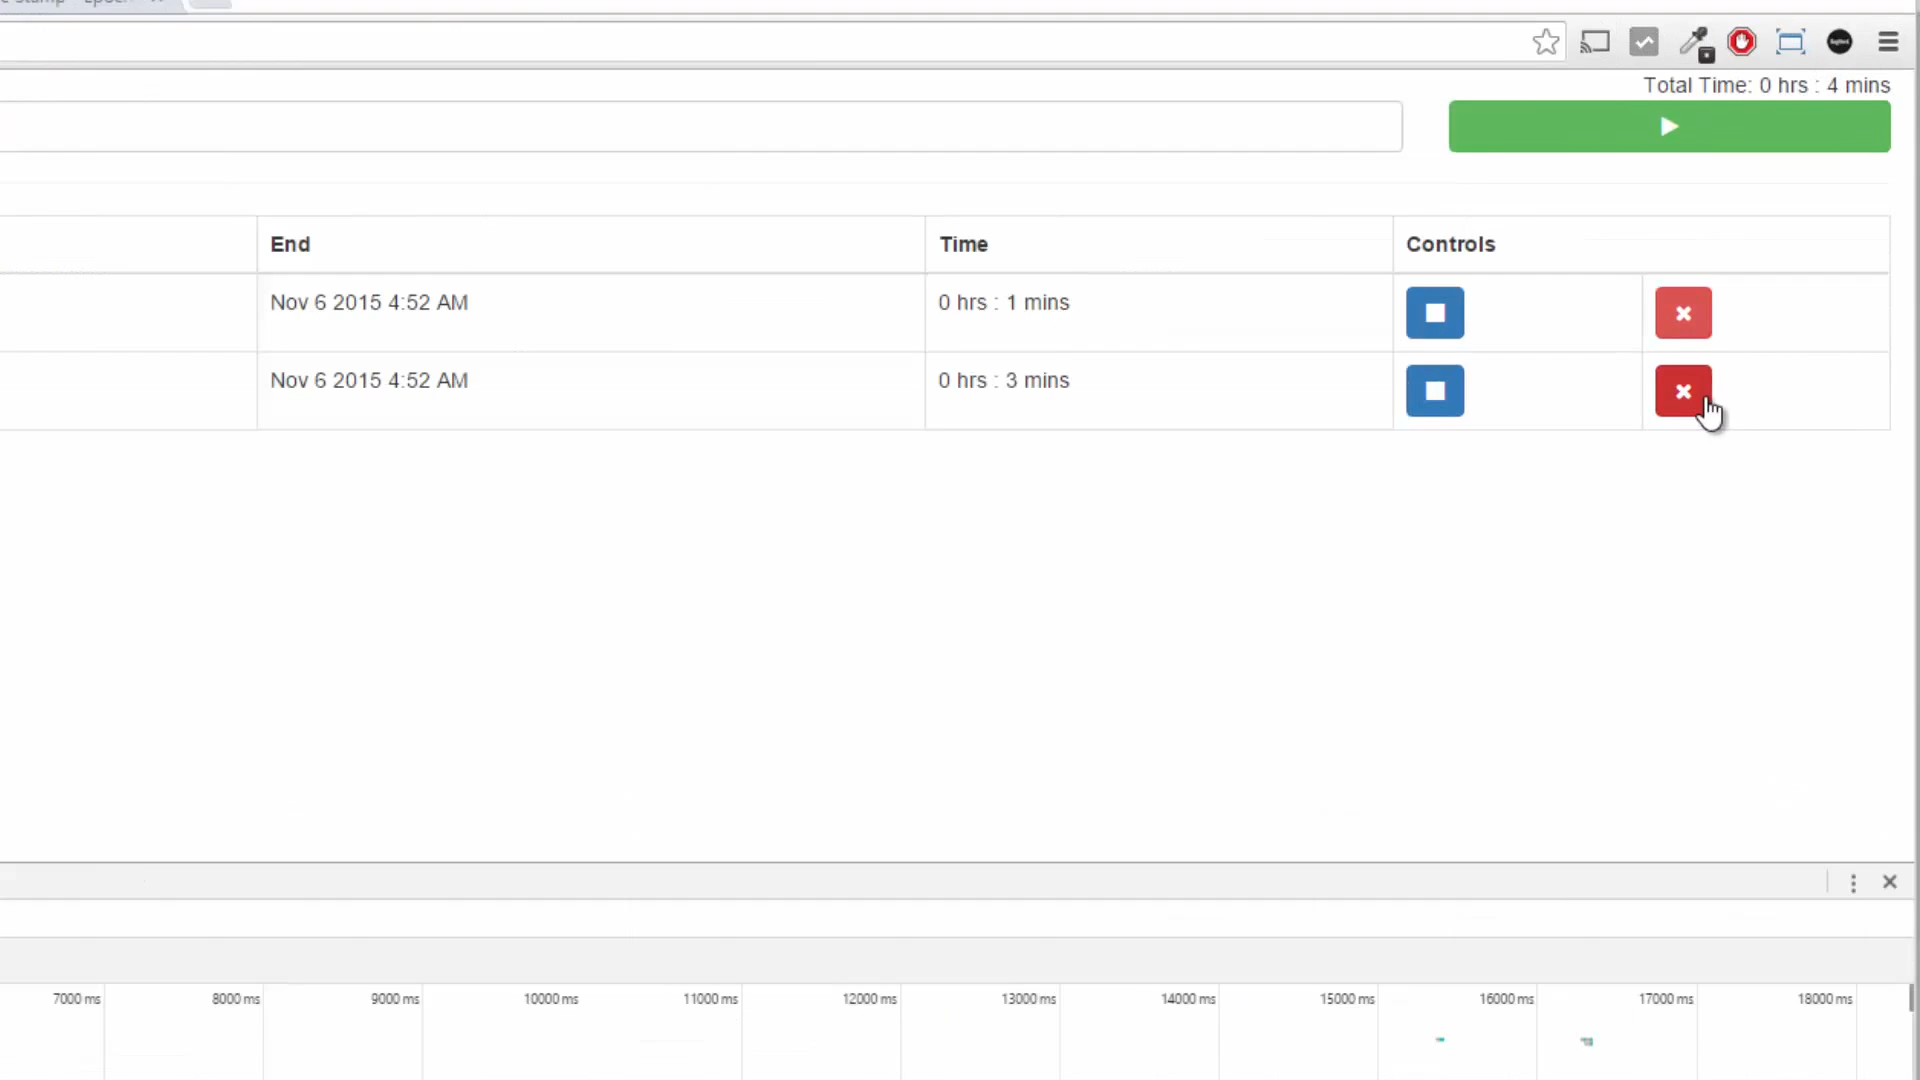 Total Time: 0 hrs : 4 mins
End Time Controls
Nov 6 2015 4:52 AM 0 hrs : 1 mins
Nov 6 2015 4:52 AM 0 hrs : 3 mins
7000 ms 8000 ms 9000 ms 10000 ms 11000 ms 12000 ms 13000 ms 14000 ms 15000 ms 16000 ms 17000 ms 18000 ms